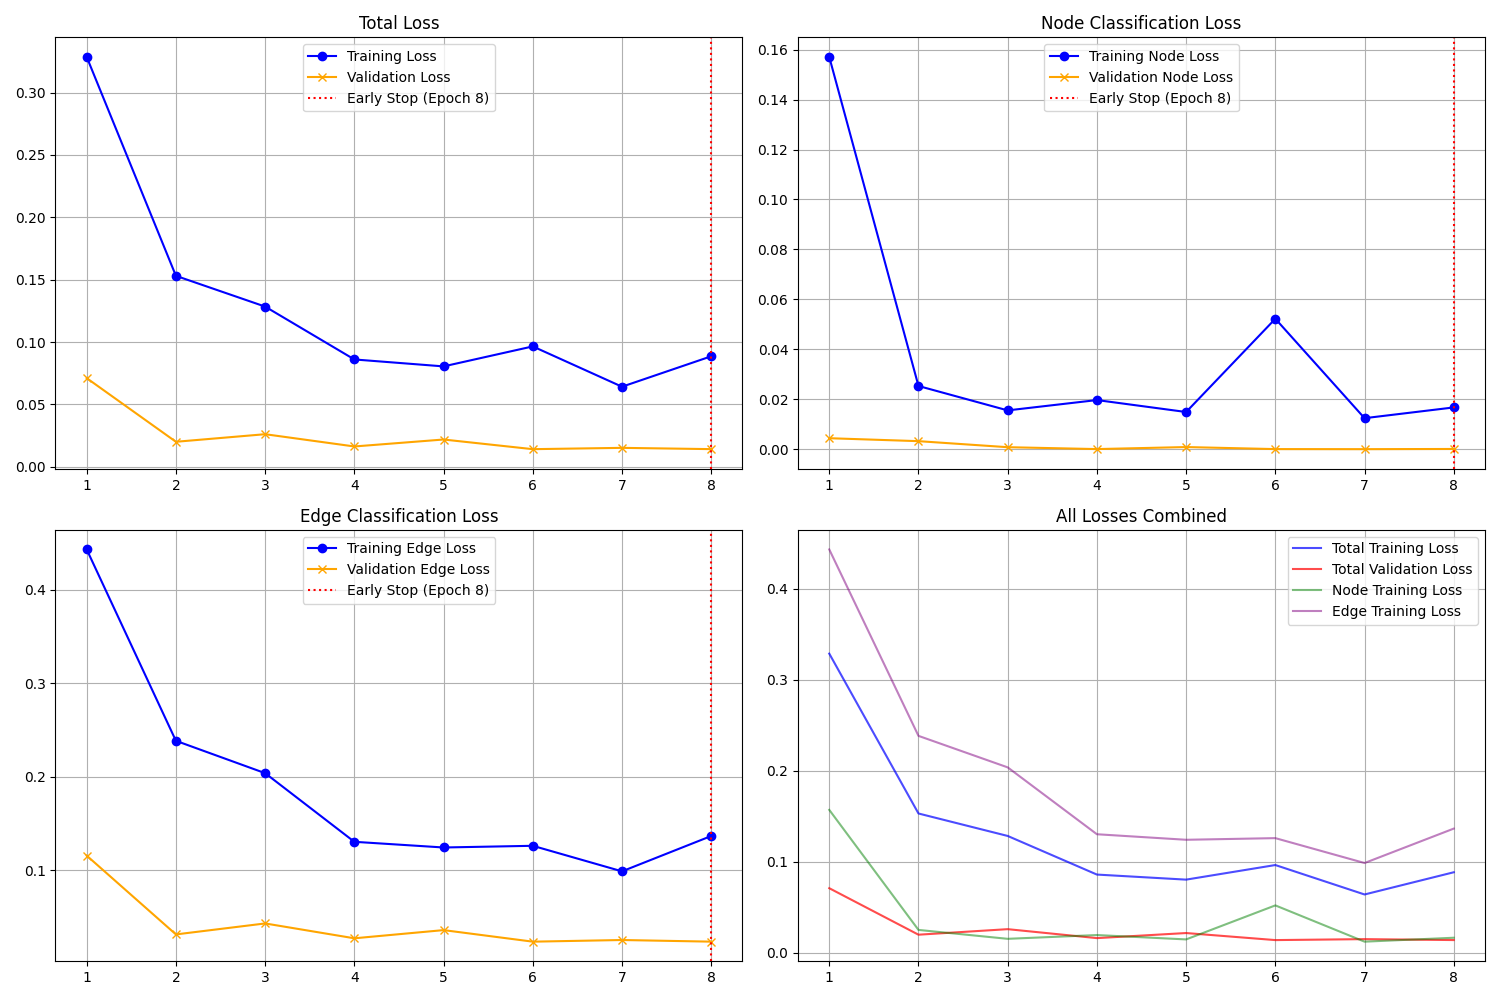 Total Loss
Training Loss
Validation Loss
Early Stop (Epoch 8)
0.30
0.25
0.20
0.15
0.10
0.05
0.00
1 2 3 4 5 6 7 8
Node Classification Loss
Training Node Loss
Validation Node Loss
Early Stop (Epoch 8)
0.16
0.14
0.12
0.10
0.08
0.06
0.04
0.02
0.00
1 2 3 4 5 6 7 8
Edge Classification Loss
Training Edge Loss
Validation Edge Loss
Early Stop (Epoch 8)
0.4
0.3
0.2
0.1
1 2 3 4 5 6 7 8
All Losses Combined
Total Training Loss
Total Validation Loss
Node Training Loss
Edge Training Loss
0.4
0.3
0.2
0.1
0.0
1 2 3 4 5 6 7 8